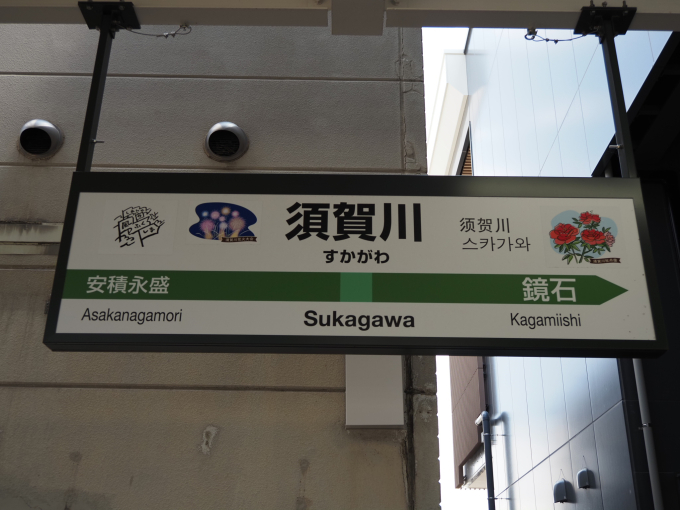 須賀川
すかがわ
须贺川
스카가와
安積永盛
鏡石
Asakanagamori
Sukagawa
Kagamiishi